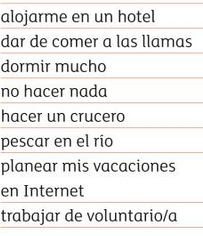 alojarme en un hotel
dar de comer a las llamas
dormir mucho
no hacer nada
hacer un crucero
pescar en el río
planear mis vacaciones
en Internet
trabajar de voluntario/a